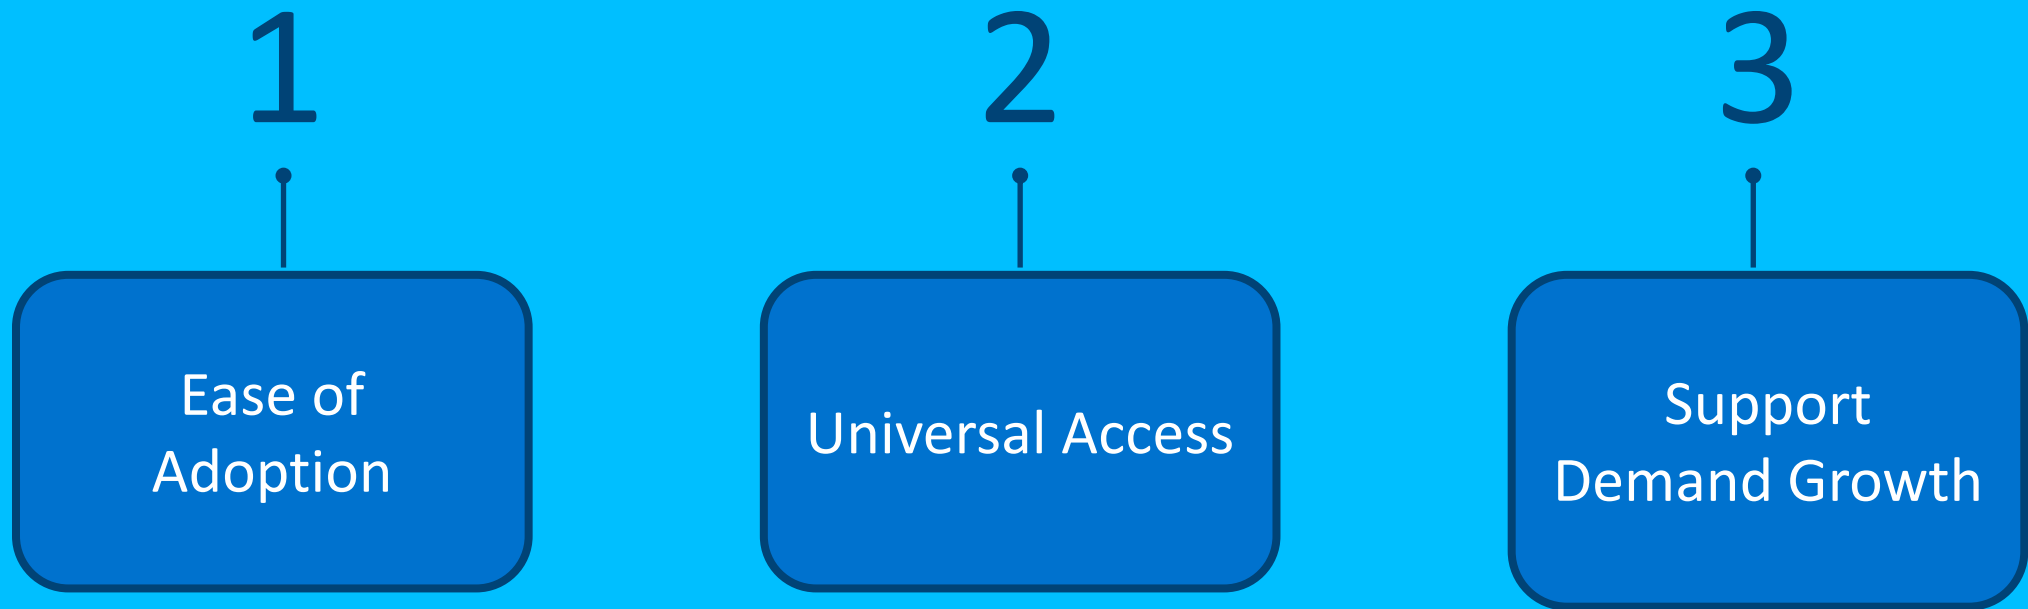 1
2
3
Ease of
Adoption
Universal Access
Support
Demand Growth